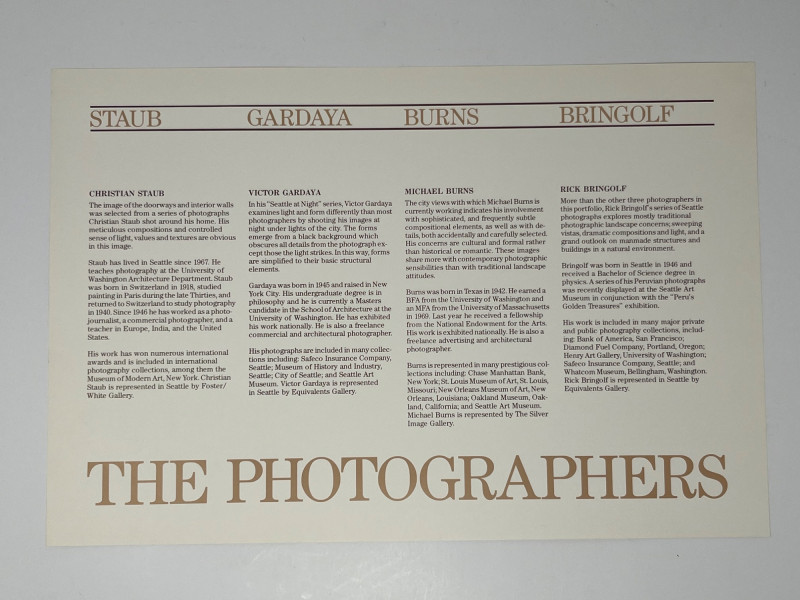 STAUB
GARDAYA
BURNS
BRINGOLF
CHRISTIAN STAUB
The image of the doorways and interior walls
was selected from a series of photographs
Christian Staub shot around his home. His
meticulous compositions and controlled
sense of light, values and textures are obvious
in this image.
Staub has lived in Seattle since 1967. He
teaches photography at the University of
Washington Architecture Department. Staub
was born in Switzerland in 1918, studied
painting in Paris during the late Thirties, and
returned to Switzerland to study photography
in 1940. Since 1946 he has worked as a photo-
journalist, a commercial photographer, and a
teacher in Europe, India, and the United
States.
His work has won numerous international
awards and is included in international
photography collections, among them the
Museum of Modern Art, New York. Christian
Staub is represented in Seattle by Foster/
White Gallery.
VICTOR GARDAYA
In his "Seattle at Night" series, Victor Gardaya
examines light and form differently than most
photographers by shooting his images at
night under lights of the city. The forms
emerge from a black background which
obscures all details from the photograph ex-
cept those the light strikes. In this way, forms
are simplified to their basic structural
elements.
Gardaya was born in 1945 and raised in New
York City. His undergraduate degree is in
philosophy and he is currently a Masters
candidate in the School of Architecture at the
University of Washington. He has exhibited
his work nationally. He is also a freelance
commercial and architectural photographer.
His photographs are included in many collec-
tions including: Safeco Insurance Company,
Seattle; Museum of History and Industry,
Seattle; City of Seattle; and Seattle Art
Museum. Victor Gardaya is represented
in Seattle by Equivalents Gallery.
MICHAEL BURNS
The city views with which Michael Burns is
currently working indicates his involvement
with sophisticated, and frequently subtle
compositional elements, as well as with de-
tails, both accidentally and carefully selected.
His concerns are cultural and formal rather
than historical or romantic. These images
share more with contemporary photographic
sensibilities than with traditional landscape
attitudes.
Burns was born in Texas in 1942. He earned a
BFA from the University of Washington and
an MFA from the University of Massachusetts
in 1969. Last year he received a fellowship
from the National Endowment for the Arts.
His work is exhibited nationally. He is also a
freelance advertising and architectural
photographer.
Burns is represented in many prestigious col-
lections including: Chase Manhattan Bank,
New York; St. Louis Museum of Art, St. Louis,
Missouri; New Orleans Museum of Art, New
Orleans, Louisiana; Oakland Museum, Oak-
land, California; and Seattle Art Museum.
Michael Burns is represented by The Silver
Image Gallery.
RICK BRINGOLF
More than the other three photographers in
this portfolio, Rick Bringolf's series of Seattle
photographs explores mostly traditional
photographic landscape concerns; sweeping
vistas, dramatic compositions and light, and a
grand outlook on manmade structures and
buildings in a natural environment.
Bringolf was born in Seattle in 1946 and
received a Bachelor of Science degree in
physics. A series of his Peruvian photographs
was recently displayed at the Seattle Art
Museum in conjunction with the "Peru's
Golden Treasures" exhibition.
His work is included in many major private
and public photography collections, includ-
ing: Bank of America, San Francisco;
Diamond Fuel Company, Portland, Oregon;
Henry Art Gallery, University of Washington;
Safeco Insurance Company, Seattle; and
Whatcom Museum, Bellingham, Washington.
Rick Bringolf is represented in Seattle by
Equivalents Gallery.
THE PHOTOGRAPHERS